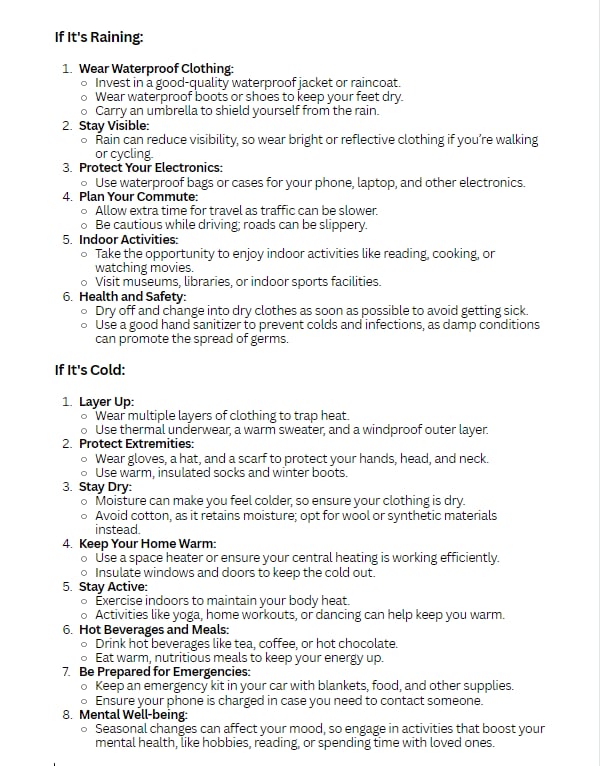 If It's Raining:
1. Wear Waterproof Clothing:
○ Invest in a good-quality waterproof jacket or raincoat.
○ Wear waterproof boots or shoes to keep your feet dry.
○ Carry an umbrella to shield yourself from the rain.
2. Stay Visible:
○ Rain can reduce visibility, so wear bright or reflective clothing if you're walking
or cycling.
3. Protect Your Electronics:
○ Use waterproof bags or cases for your phone, laptop, and other electronics.
4. Plan Your Commute:
○ Allow extra time for travel as traffic can be slower.
○ Be cautious while driving; roads can be slippery.
5. Indoor Activities:
○ Take the opportunity to enjoy indoor activities like reading, cooking, or
watching movies.
○ Visit museums, libraries, or indoor sports facilities.
6. Health and Safety:
○ Dry off and change into dry clothes as soon as possible to avoid getting sick.
○ Use a good hand sanitizer to prevent colds and infections, as damp conditions
can promote the spread of germs.
If It's Cold:
1. Layer Up:
○ Wear multiple layers of clothing to trap heat.
○ Use thermal underwear, a warm sweater, and a windproof outer layer.
2. Protect Extremities:
○ Wear gloves, a hat, and a scarf to protect your hands, head, and neck.
○ Use warm, insulated socks and winter boots.
3. Stay Dry:
○ Moisture can make you feel colder, so ensure your clothing is dry.
○ Avoid cotton, as it retains moisture; opt for wool or synthetic materials
instead.
4. Keep Your Home Warm:
○ Use a space heater or ensure your central heating is working efficiently.
○ Insulate windows and doors to keep the cold out.
5. Stay Active:
○ Exercise indoors to maintain your body heat.
○ Activities like yoga, home workouts, or dancing can help keep you warm.
6. Hot Beverages and Meals:
○ Drink hot beverages like tea, coffee, or hot chocolate.
○ Eat warm, nutritious meals to keep your energy up.
7. Be Prepared for Emergencies:
○ Keep an emergency kit in your car with blankets, food, and other supplies.
○ Ensure your phone is charged in case you need to contact someone.
8. Mental Well-being:
○ Seasonal changes can affect your mood, so engage in activities that boost your
mental health, like hobbies, reading, or spending time with loved ones.